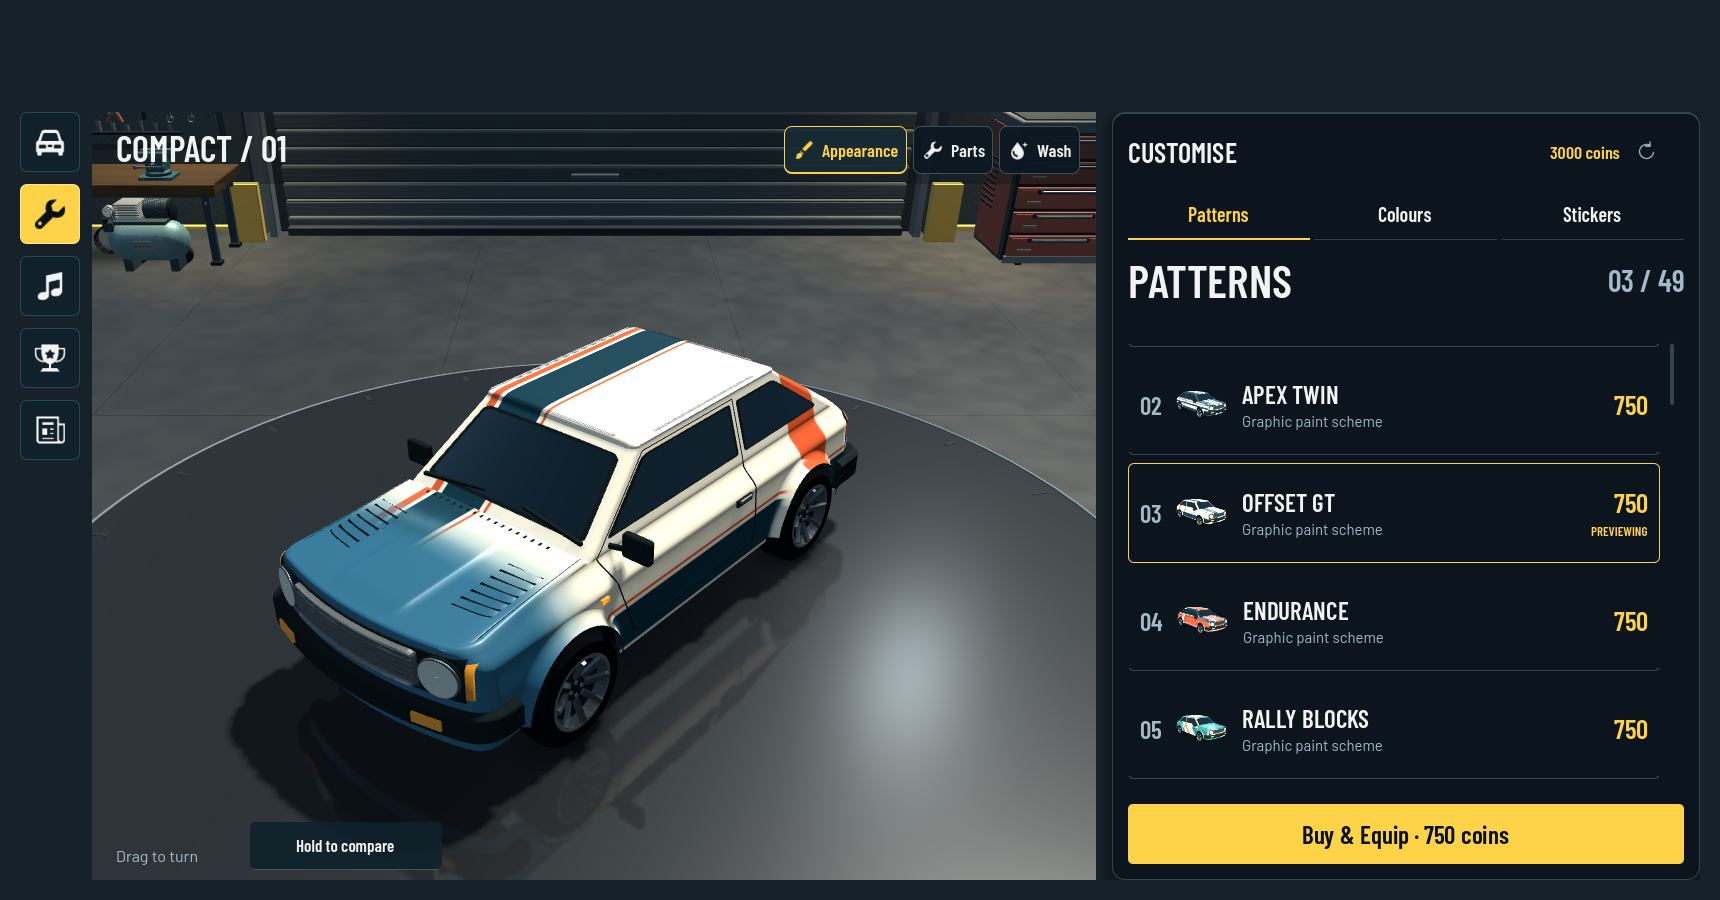 COMPACT / 01
Appearance
Parts
Wash
Drag to turn
Hold to compare
CUSTOMISE
3000 coins
Patterns
Colours
Stickers
PATTERNS
03 / 49
02
APEX TWIN
Graphic paint scheme
750
03
OFFSET GT
Graphic paint scheme
750
PREVIEWING
04
ENDURANCE
Graphic paint scheme
750
05
RALLY BLOCKS
Graphic paint scheme
750
Buy & Equip · 750 coins